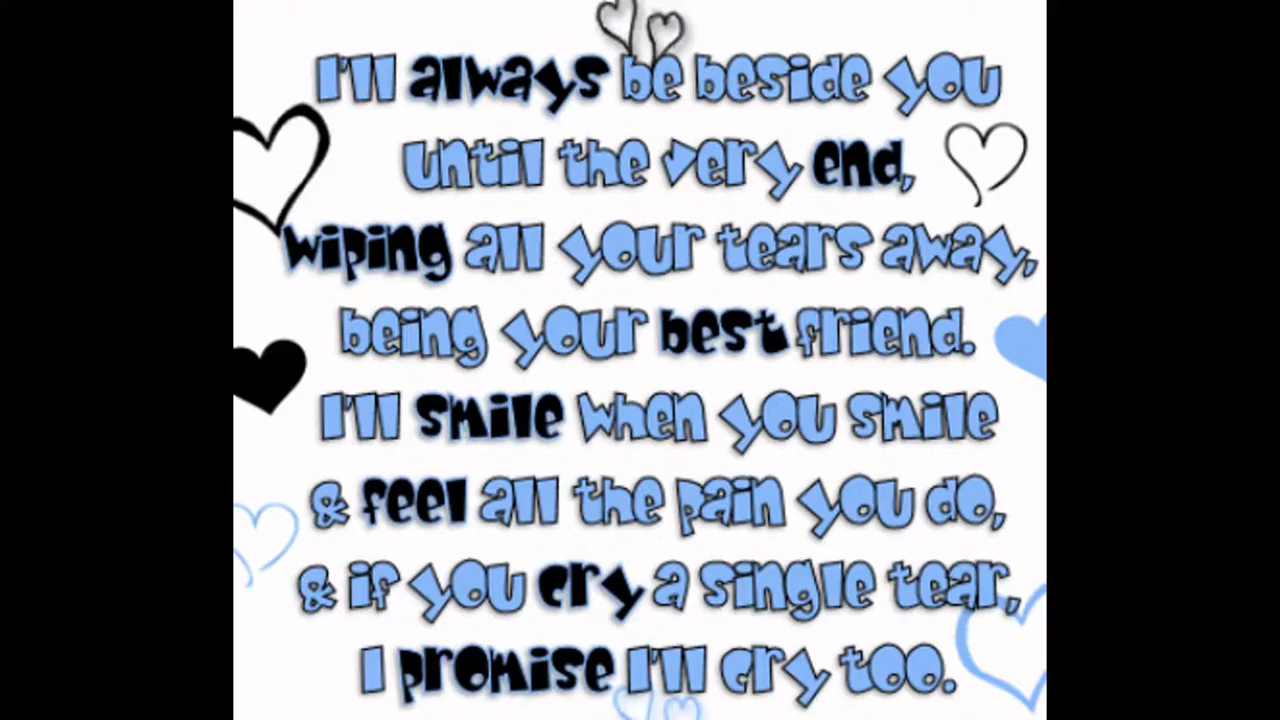 I'll always be beside you
until the very end,
wiping all your tears away,
being your best friend.
I'll smile when you smile
& feel all the pain you do,
& if you cry a single tear,
I promise I'll cry too.